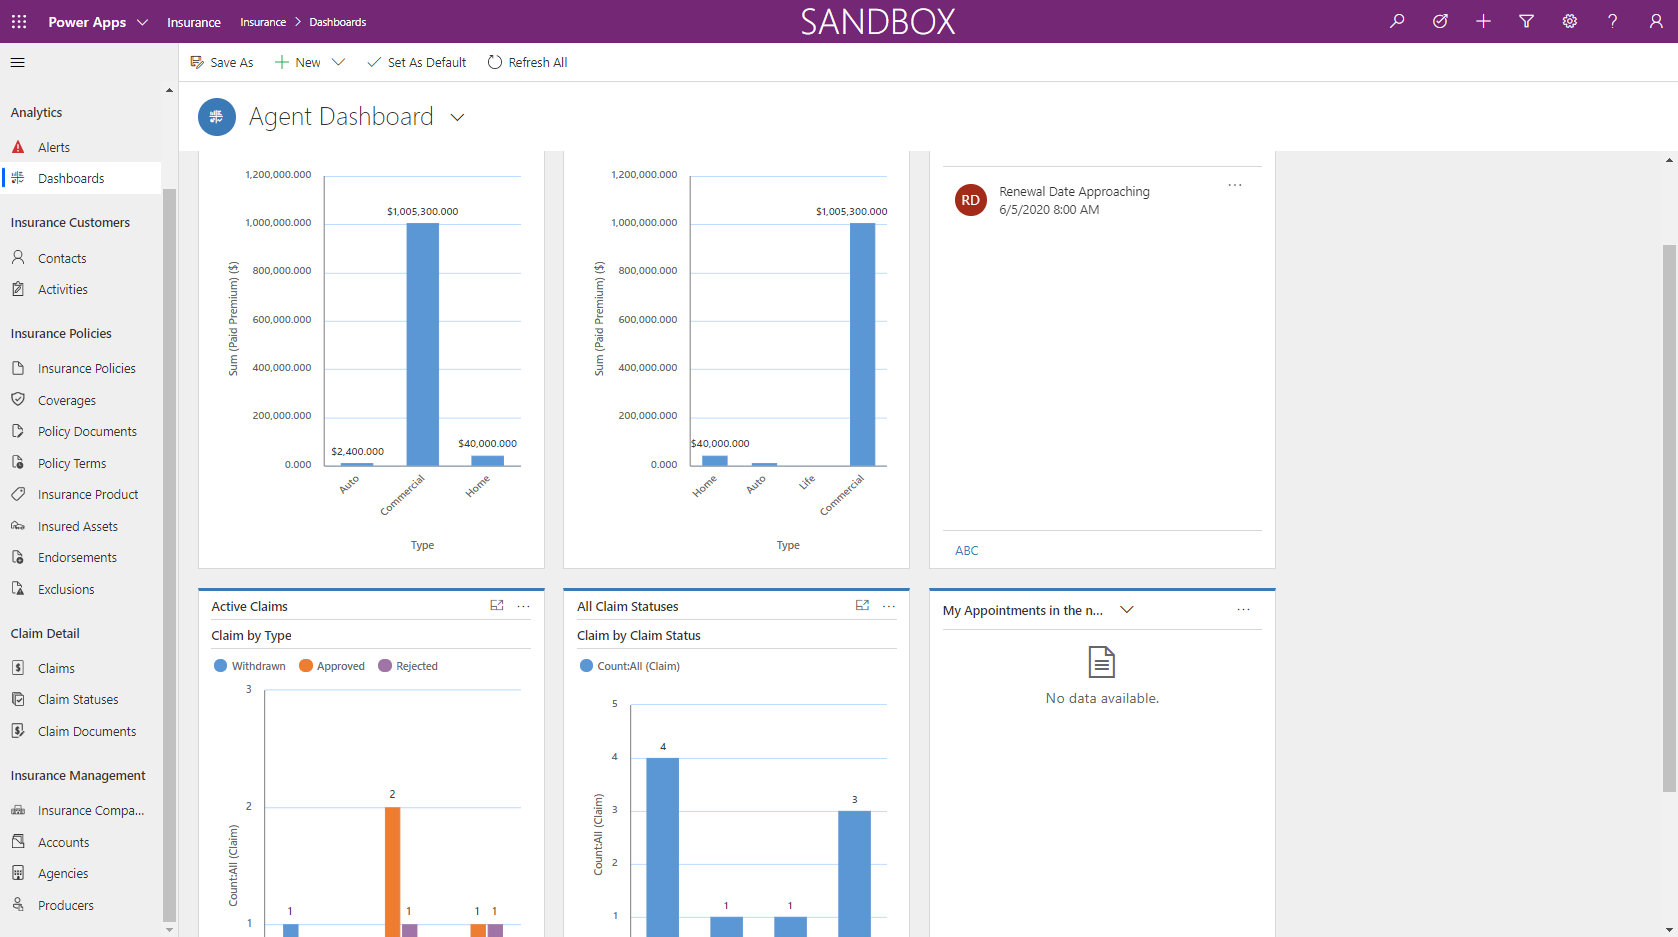 Power Apps
Insurance
Insurance
Dashboards
SANDBOX
?
Save As
New
Set As Default
Refresh All
Analytics
Alerts
Dashboards
Insurance Customers
Contacts
Activities
Insurance Policies
Insurance Policies
Coverages
Policy Documents
Policy Terms
Insurance Product
Insured Assets
Endorsements
Exclusions
Claim Detail
Claims
Claim Statuses
Claim Documents
Insurance Management
Insurance Compa...
Accounts
Agencies
Producers
Agent Dashboard
Sum (Paid Premium) ($)
1,200,000.000
1,000,000.000
800,000.000
600,000.000
400,000.000
200,000.000
0.000
$2,400.000
$1,005,300.000
$40,000.000
Auto
Commercial
Home
Type
Sum (Paid Premium) ($)
1,200,000.000
1,000,000.000
800,000.000
600,000.000
400,000.000
200,000.000
0.000
$40,000.000
$1,005,300.000
Home
Auto
Life
Commercial
Type
RD
Renewal Date Approaching
6/5/2020 8:00 AM
...
ABC
Active Claims
...
Claim by Type
Withdrawn
Approved
Rejected
Count:All (Claim)
3
2
1
1
2
1
1
1
All Claim Statuses
...
Claim by Claim Status
Count:All (Claim)
Count:All (Claim)
5
4
3
2
1
4
1
1
3
My Appointments in the n...
...
No data available.